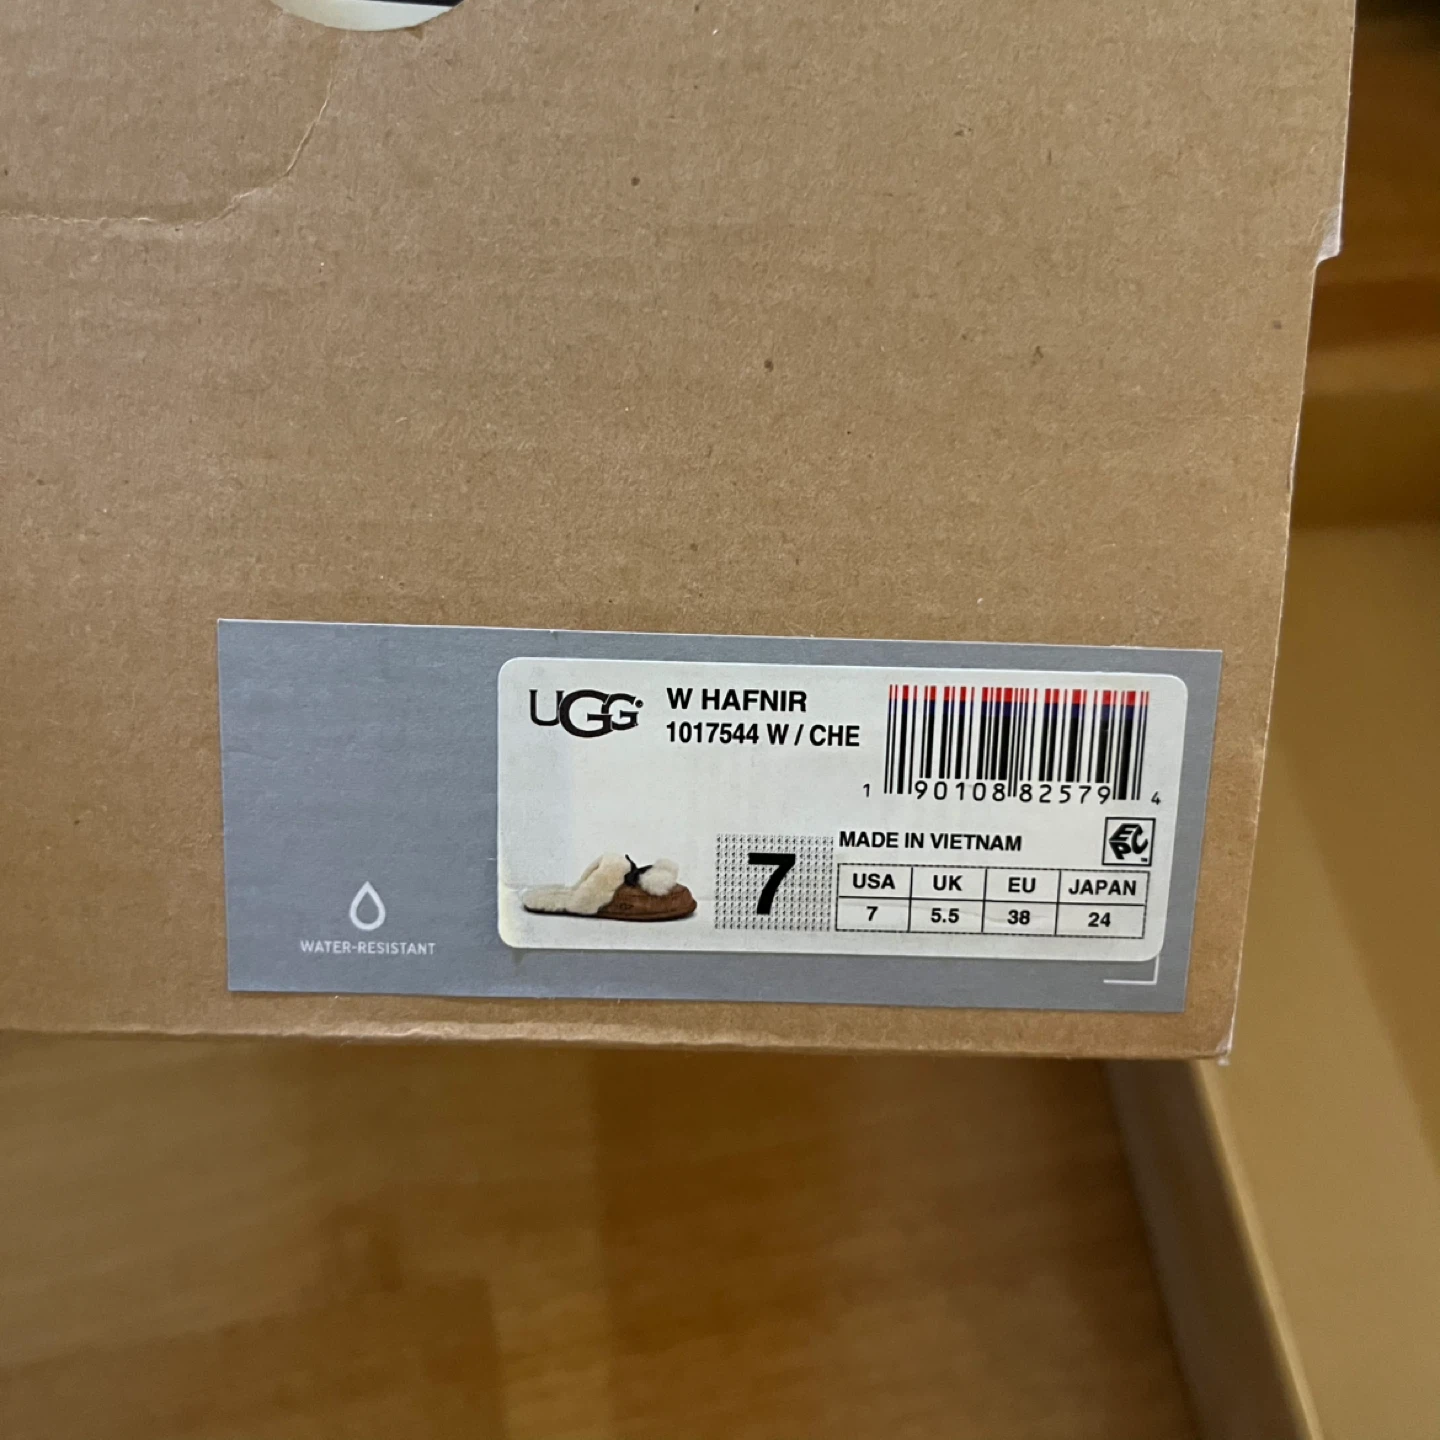 UGG
W HAFNIR
1017544 W / CHE
1 90108 82579 4
MADE IN VIETNAM
EPC
7
USA UK EU JAPAN
7 5.5 38 24
WATER-RESISTANT